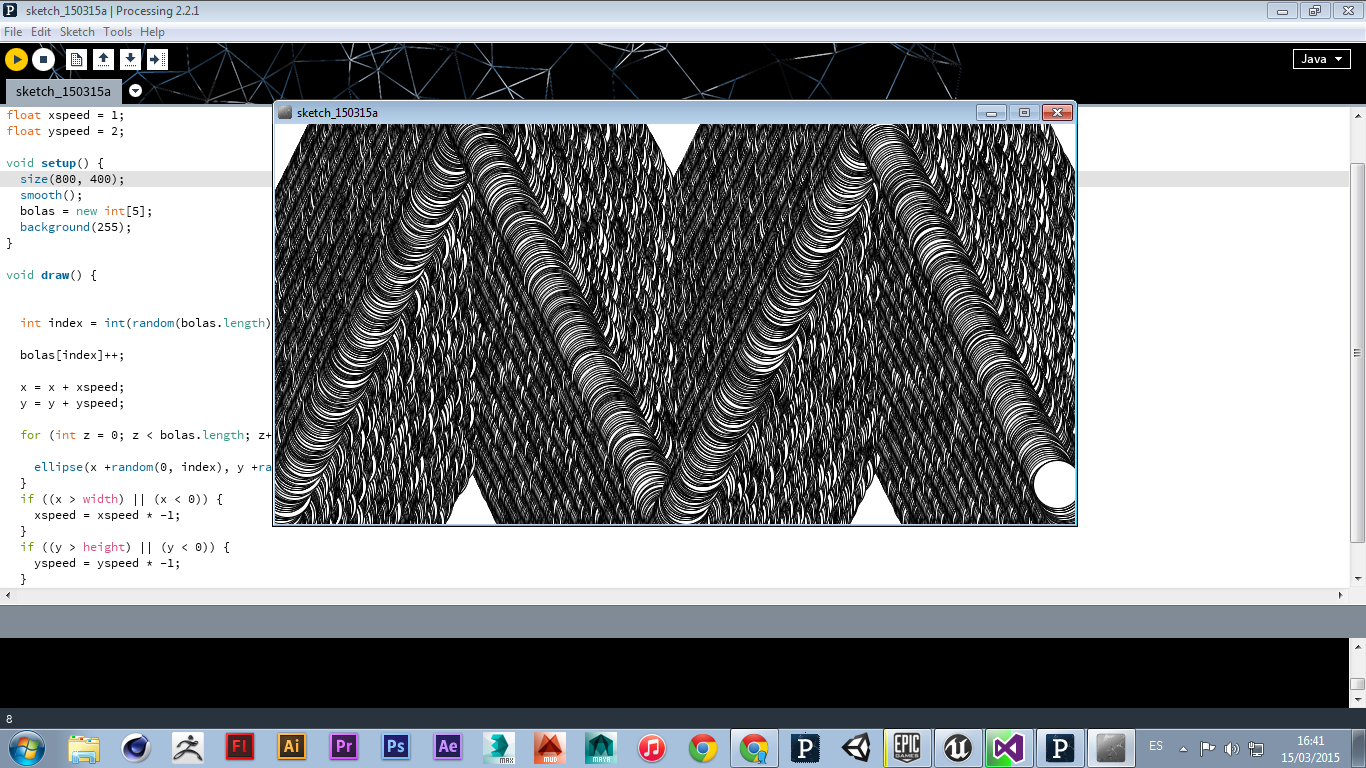 sketch_150315a | Processing 2.2.1
File Edit Sketch Tools Help
Java
sketch_150315a
sketch_150315a
float xspeed = 1;
float yspeed = 2;
void setup() {
size(800, 400);
smooth();
bolas = new int[5];
background(255);
}
void draw() {
int index = int(random(bolas.length)
bolas[index]++;
x = x + xspeed;
y = y + yspeed;
for (int z = 0; z < bolas.length; z+
ellipse(x +random(0, index), y +ra
}
if ((x > width) || (x < 0)) {
xspeed = xspeed * -1;
}
if ((y > height) || (y < 0)) {
yspeed = yspeed * -1;
}
8
Fl Ai Pr Ps Ae MAX MUD MAYA P EPIC GAMES P
ES
16:41
15/03/2015